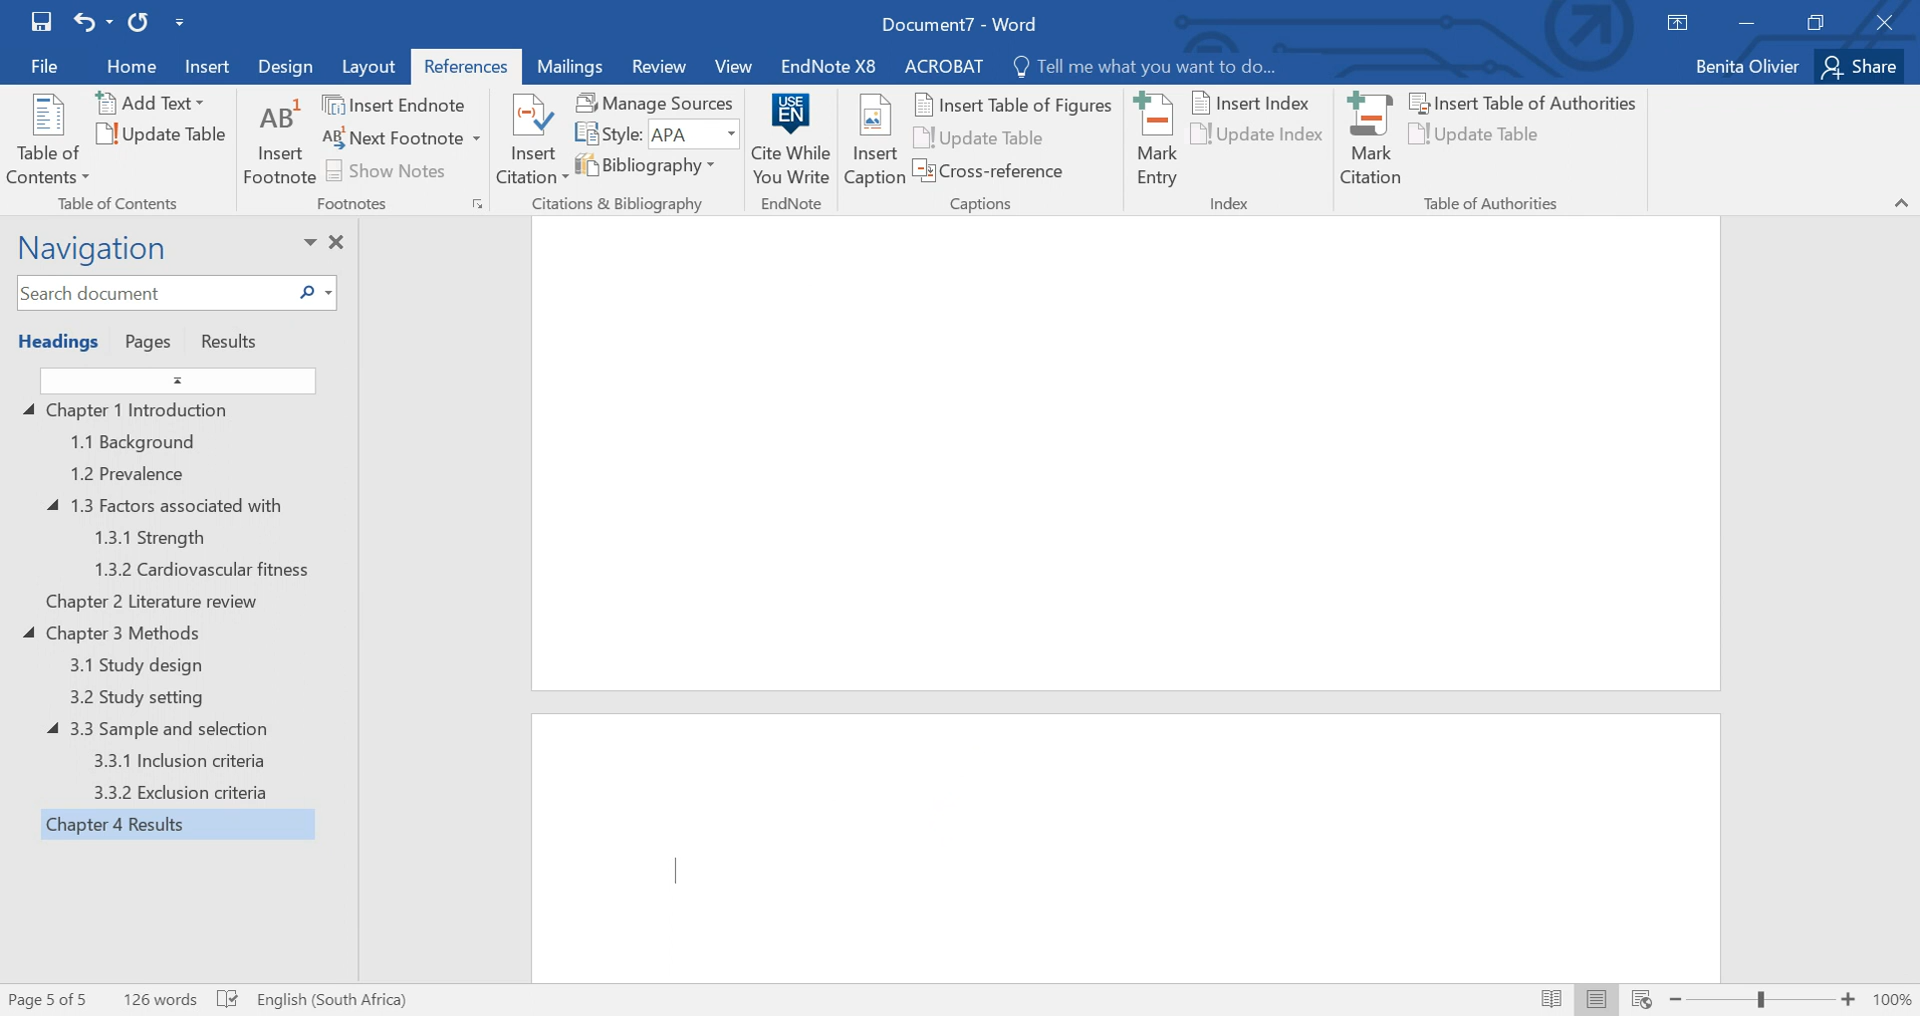 Document7 - Word
File Home Insert Design Layout References Mailings Review View EndNote X8 ACROBAT Tell me what you want to do... Benita Olivier Share
Table of Contents
Add Text
Update Table
Table of Contents
AB1
Insert Footnote
Insert Endnote
AB1 Next Footnote
Show Notes
Footnotes
Insert Citation
Manage Sources
Style: APA
Bibliography
Citations & Bibliography
USE EN
Cite While You Write
EndNote
Insert Caption
Insert Table of Figures
Update Table
Cross-reference
Captions
Mark Entry
Insert Index
Update Index
Index
Mark Citation
Insert Table of Authorities
Update Table
Table of Authorities
Navigation
Search document
Headings Pages Results
Chapter 1 Introduction
1.1 Background
1.2 Prevalence
1.3 Factors associated with
1.3.1 Strength
1.3.2 Cardiovascular fitness
Chapter 2 Literature review
Chapter 3 Methods
3.1 Study design
3.2 Study setting
3.3 Sample and selection
3.3.1 Inclusion criteria
3.3.2 Exclusion criteria
Chapter 4 Results
Page 5 of 5 126 words English (South Africa) 100%